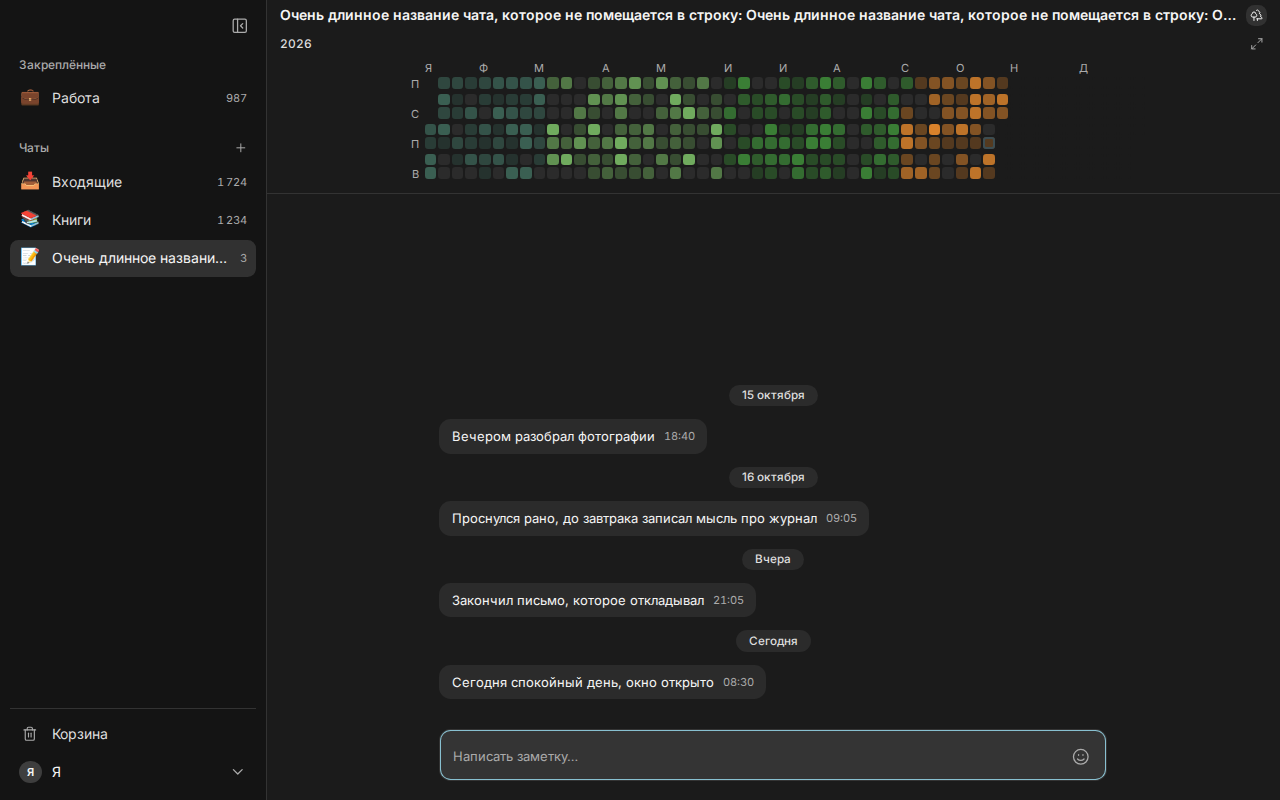 Закреплённые
Работа 987
Чаты
Входящие 1 724
Книги 1 234
Очень длинное названи... 3
Корзина
Я Я
Очень длинное название чата, которое не помещается в строку: Очень длинное название чата, которое не помещается в строку: О...
2026
Я Ф М А М И И А С О Н Д
П
С
П
В
15 октября
Вечером разобрал фотографии 18:40
16 октября
Проснулся рано, до завтрака записал мысль про журнал 09:05
Вчера
Закончил письмо, которое откладывал 21:05
Сегодня
Сегодня спокойный день, окно открыто 08:30
Написать заметку...